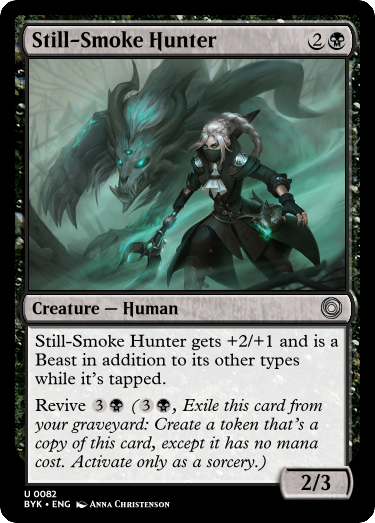 Still-Smoke Hunter 2
Creature — Human
Still-Smoke Hunter gets +2/+1 and is a
Beast in addition to its other types
while it's tapped.
Revive 3 (3, Exile this card from
your graveyard: Create a token that's a
copy of this card, except it has no mana
cost. Activate only as a sorcery.)
2/3
U 0082
BYK • ENG Anna Christenson